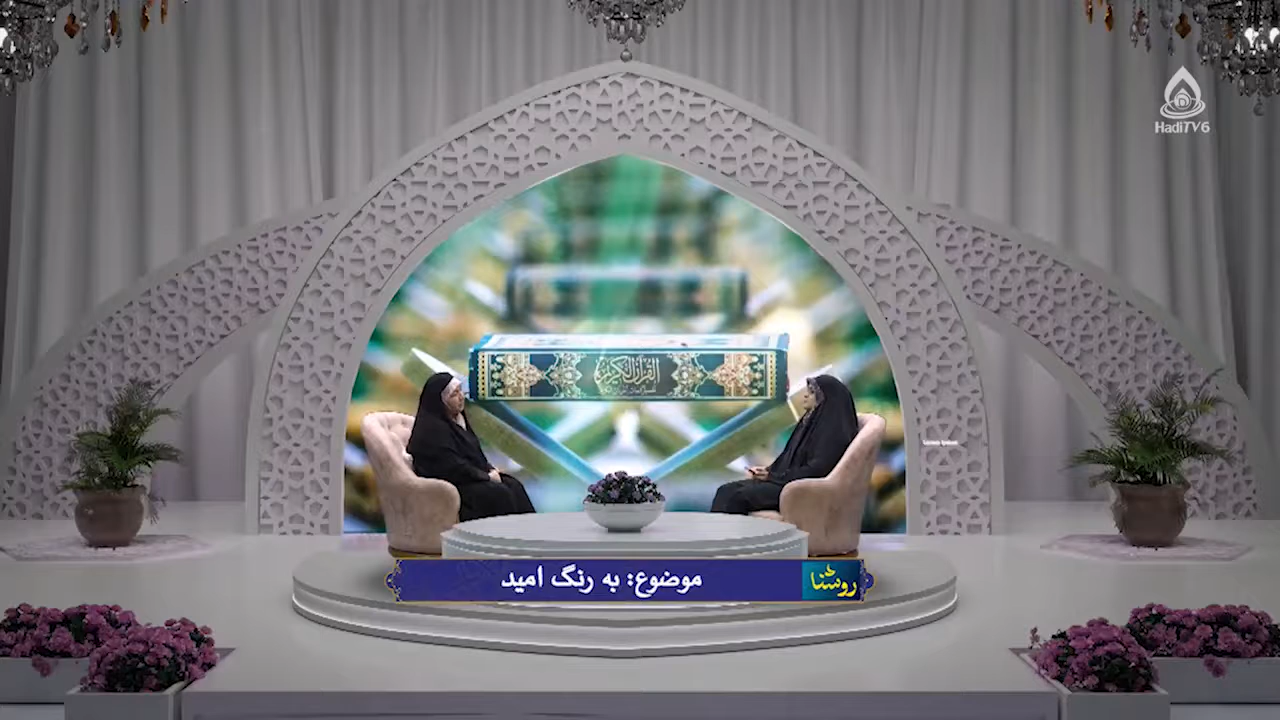 HadiTV6
القرآن الكريم
موضوع: به رنگ امید
روشنا